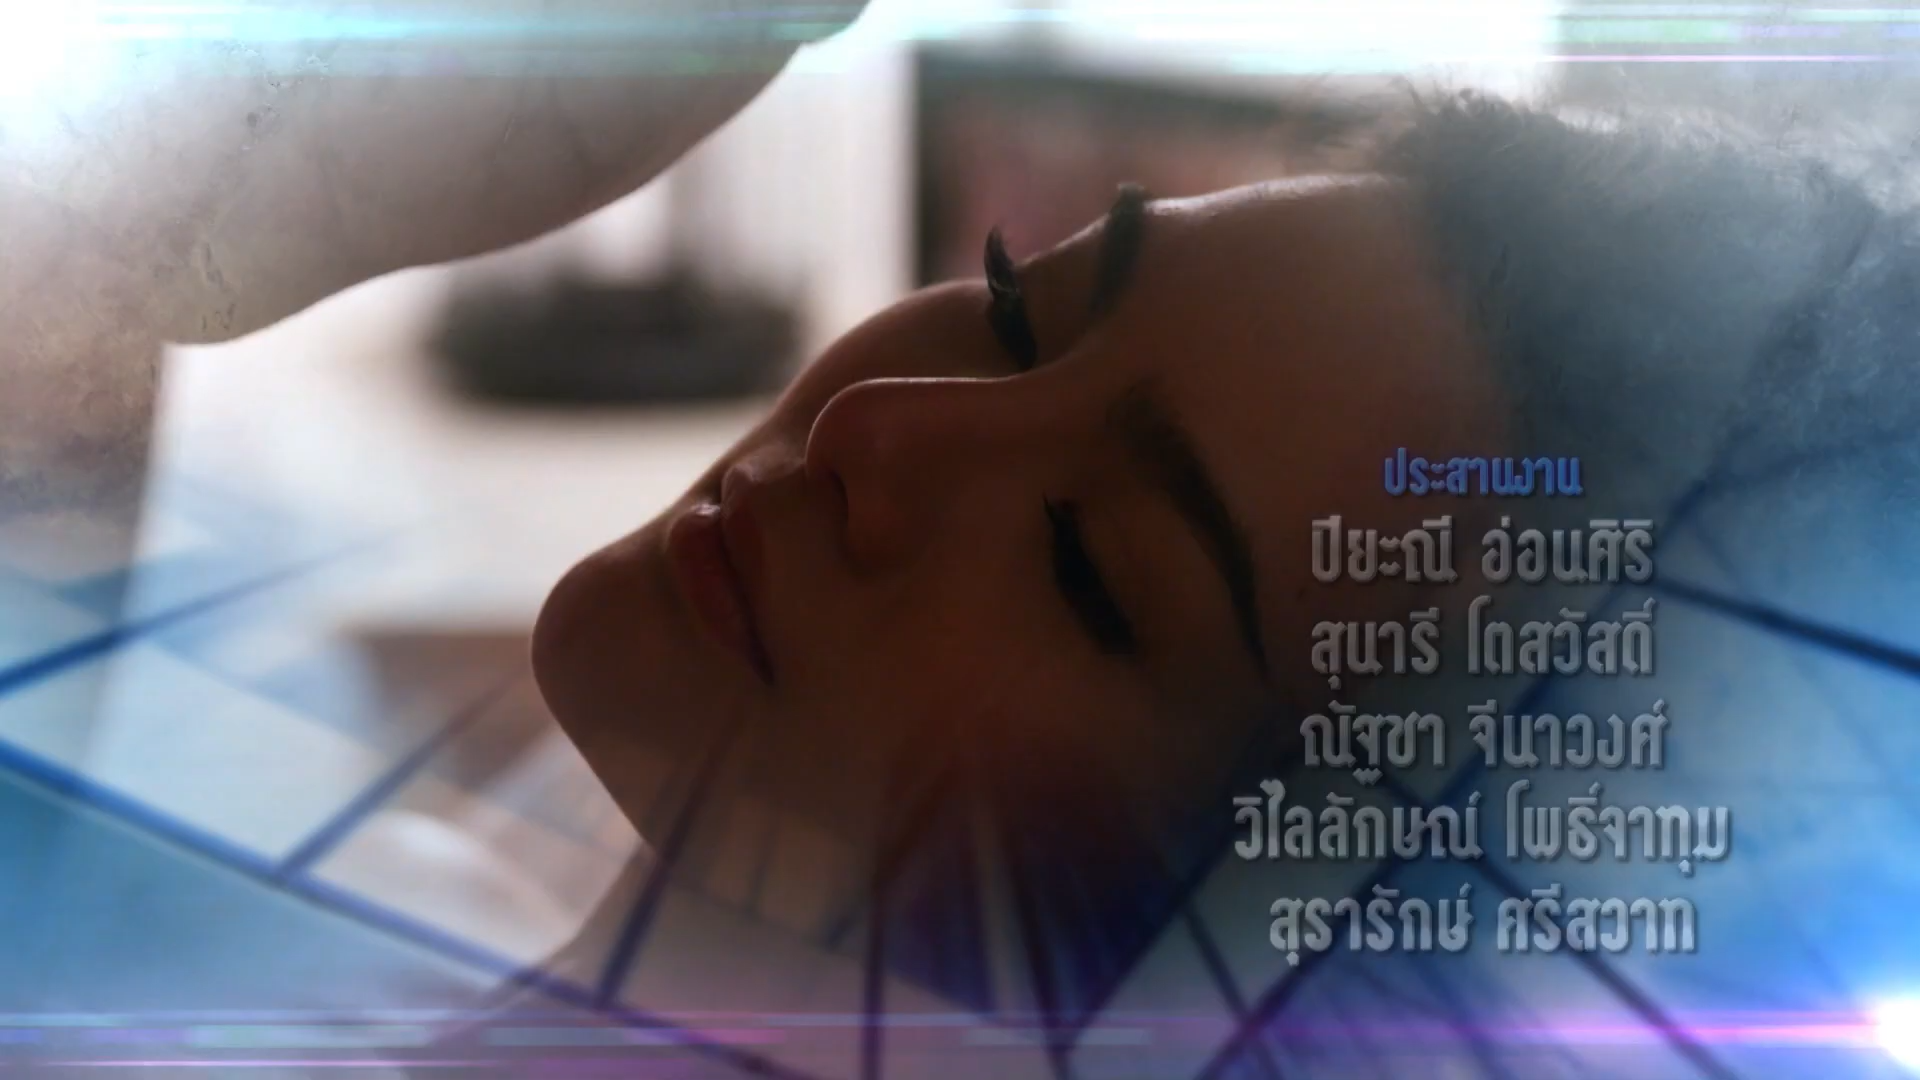 ประสานงาน
ปิยะณี อ่อนศิริ
สุนารี โตสวัสดิ์
ณัฐชา จีนาวงศ์
วิไลลักษณ์ โพธิ์จาทุม
สุรารักษ์ ศรีสวาท